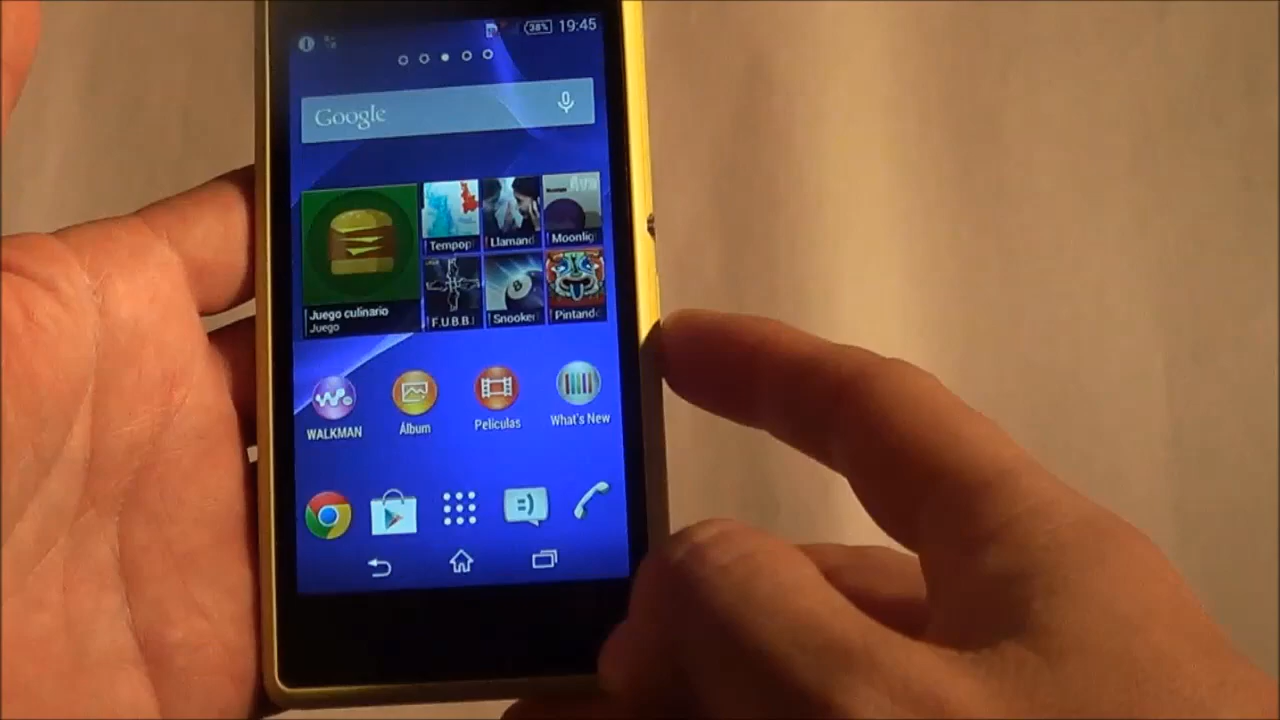 38% 19:45
Google
Tempop
Llamand
Moonlig
F.U.B.B.
Snooker
Pintand
Juego culinario
Juego
WALKMAN
Álbum
Películas
What's New